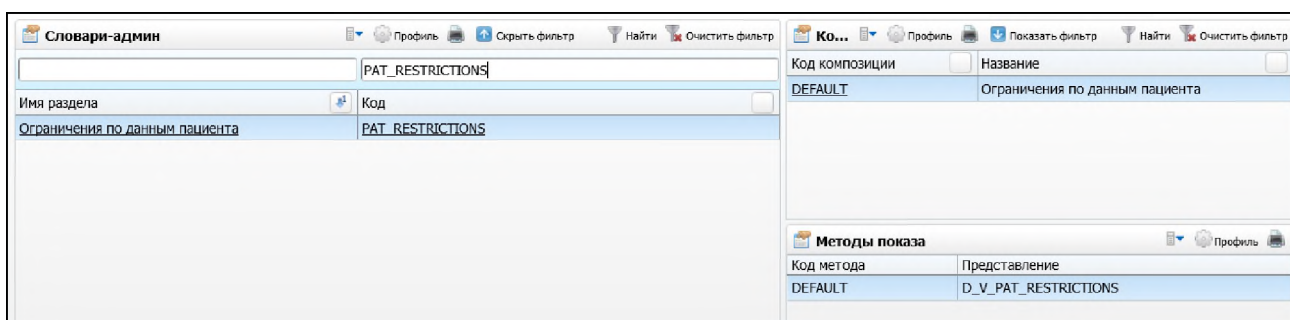 Словари-админ Профиль Скрыть фильтр Найти Очистить фильтр
PAT_RESTRICTIONS
Имя раздела Код
Ограничения по данным пациента PAT_RESTRICTIONS
Ко... Профиль Показать фильтр Найти Очистить фильтр
Код композиции Название
DEFAULT Ограничения по данным пациента
Методы показа Профиль
Код метода Представление
DEFAULT D_V_PAT_RESTRICTIONS